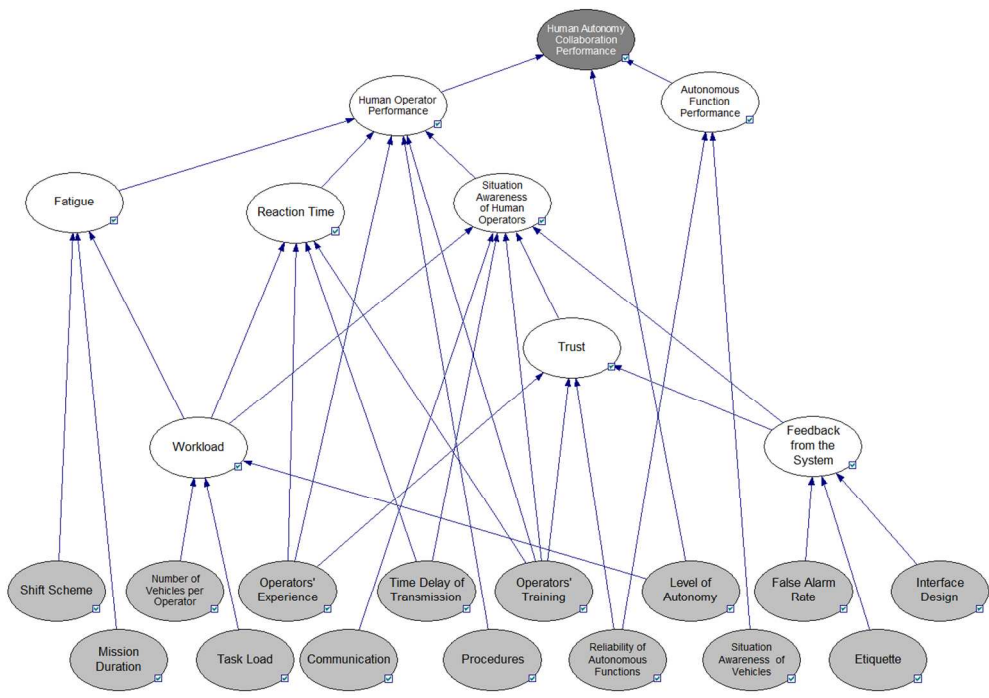 Human Autonomy
Collaboration
Performance
Human Operator
Performance
Autonomous
Function
Performance
Fatigue
Reaction Time
Situation
Awareness
of Human
Operators
Trust
Workload
Feedback
from the
System
Shift Scheme
Number of
Vehicles per
Operator
Operators'
Experience
Time Delay of
Transmission
Operators'
Training
Level of
Autonomy
False Alarm
Rate
Interface
Design
Mission
Duration
Task Load
Communication
Procedures
Reliability of
Autonomous
Functions
Situation
Awareness of
Vehicles
Etiquette